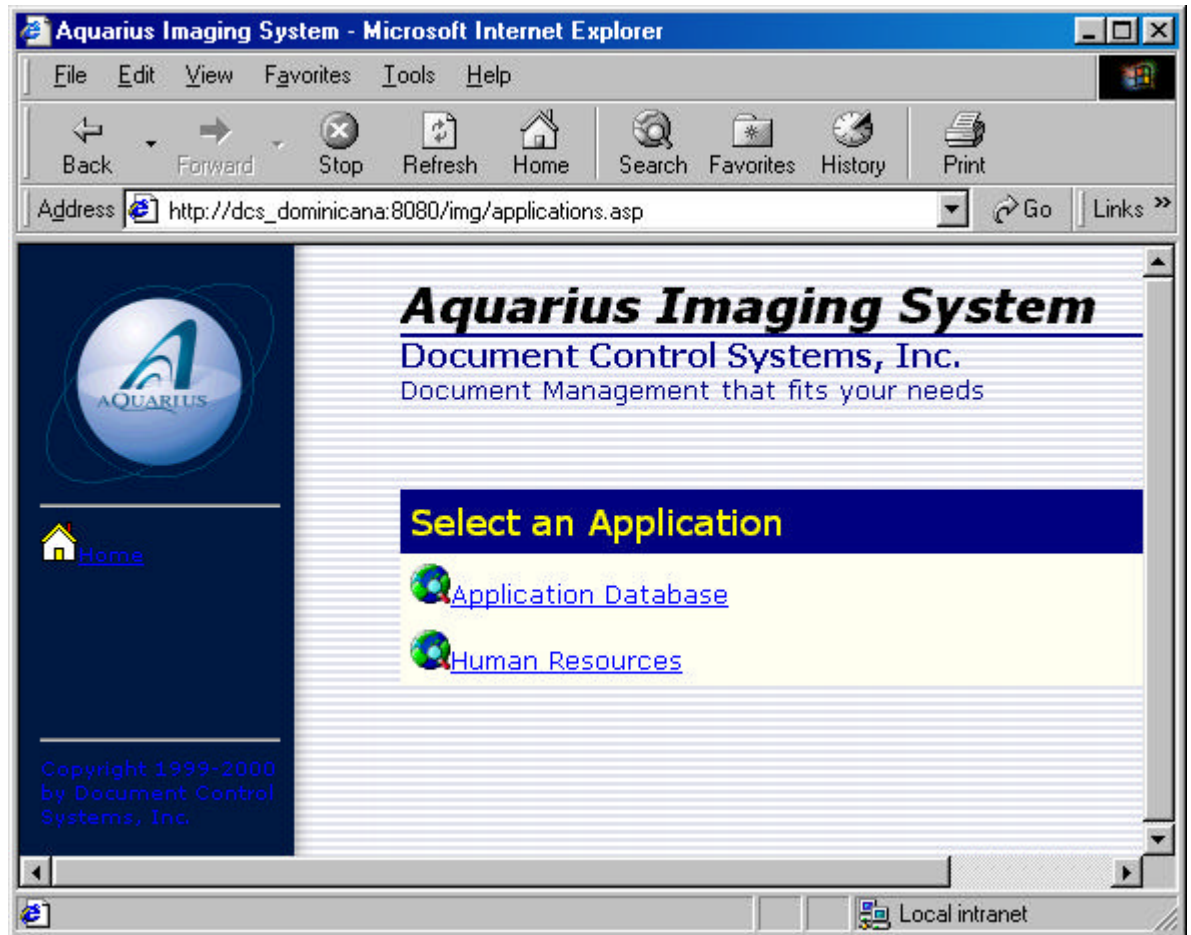 Aquarius Imaging System - Microsoft Internet Explorer
File Edit View Favorites Tools Help
Back Forward Stop Refresh Home Search Favorites History Print
Address http://dcs_dominicana:8080/img/applications.asp Go Links »
A
AQUARIUS
Home
Copyright 1999-2000
by Document Control
Systems, Inc.
Aquarius Imaging System
Document Control Systems, Inc.
Document Management that fits your needs
Select an Application
Application Database
Human Resources
Local intranet